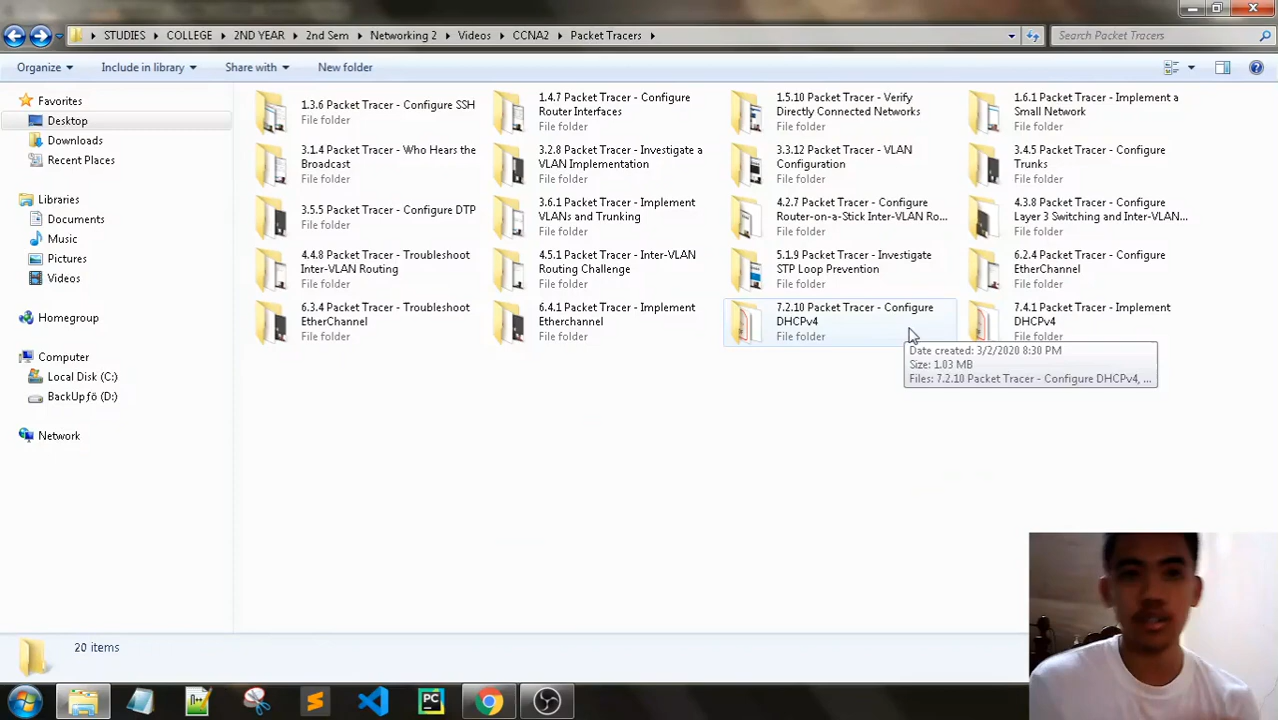 STUDIES ▸ COLLEGE ▸ 2ND YEAR ▸ 2nd Sem ▸ Networking 2 ▸ Videos ▸ CCNA2 ▸ Packet Tracers ▸
Search Packet Tracers
Organize
Include in library
Share with
New folder
Favorites
Desktop
Downloads
Recent Places
Libraries
Documents
Music
Pictures
Videos
Homegroup
Computer
Local Disk (C:)
BackUpƒö (D:)
Network
1.3.6 Packet Tracer - Configure SSH
File folder
1.4.7 Packet Tracer - Configure
Router Interfaces
File folder
1.5.10 Packet Tracer - Verify
Directly Connected Networks
File folder
1.6.1 Packet Tracer - Implement a
Small Network
File folder
3.1.4 Packet Tracer - Who Hears the
Broadcast
File folder
3.2.8 Packet Tracer - Investigate a
VLAN Implementation
File folder
3.3.12 Packet Tracer - VLAN
Configuration
File folder
3.4.5 Packet Tracer - Configure
Trunks
File folder
3.5.5 Packet Tracer - Configure DTP
File folder
3.6.1 Packet Tracer - Implement
VLANs and Trunking
File folder
4.2.7 Packet Tracer - Configure
Router-on-a-Stick Inter-VLAN Ro...
File folder
4.3.8 Packet Tracer - Configure
Layer 3 Switching and Inter-VLAN...
File folder
4.4.8 Packet Tracer - Troubleshoot
Inter-VLAN Routing
File folder
4.5.1 Packet Tracer - Inter-VLAN
Routing Challenge
File folder
5.1.9 Packet Tracer - Investigate
STP Loop Prevention
File folder
6.2.4 Packet Tracer - Configure
EtherChannel
File folder
6.3.4 Packet Tracer - Troubleshoot
EtherChannel
File folder
6.4.1 Packet Tracer - Implement
Etherchannel
File folder
7.2.10 Packet Tracer - Configure
DHCPv4
File folder
7.4.1 Packet Tracer - Implement
DHCPv4
File folder
Date created: 3/2/2020 8:30 PM
Size: 1.03 MB
Files: 7.2.10 Packet Tracer - Configure DHCPv4, ...
20 items
PC